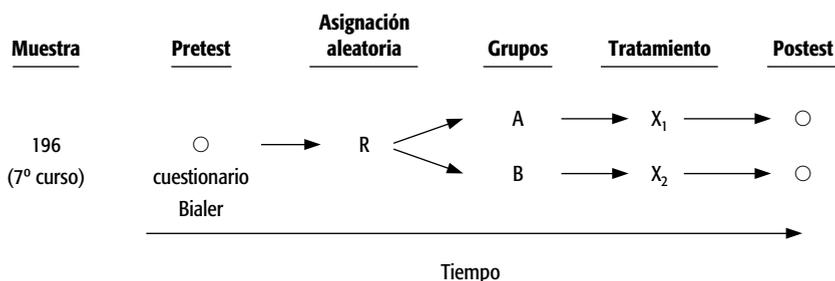 Muestra Pretest Asignación aleatoria Grupos Tratamiento Postest
A X₁
196 R
(7º curso) cuestionario B X₂
Bialer
Tiempo